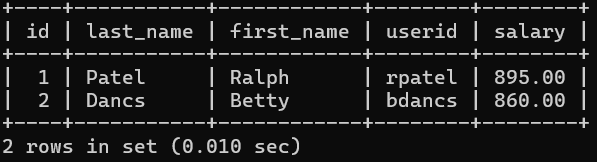 +----+-----------+------------+--------+--------+
| id | last_name | first_name | userid | salary |
+----+-----------+------------+--------+--------+
|  1 | Patel     | Ralph      | rpatel | 895.00 |
|  2 | Dancs     | Betty      | bdancs | 860.00 |
+----+-----------+------------+--------+--------+
2 rows in set (0.010 sec)